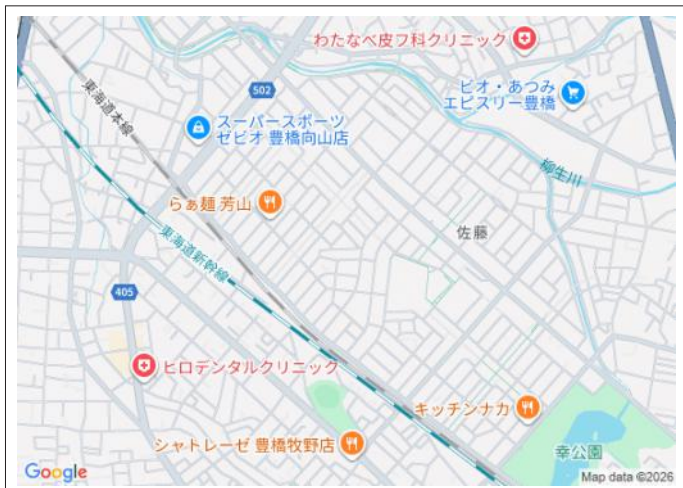 わたなべ皮フ科クリニック
502
ビオ・あつみ
エピスリー豊橋
東海道本線
スーパースポーツ
ゼビオ 豊橋向山店
柳生川
らぁ麺 芳山
佐藤
東海道新幹線
405
ヒロデンタルクリニック
キッチンナカ
シャトレーゼ 豊橋牧野店
幸公園
Google
Map data ©2026